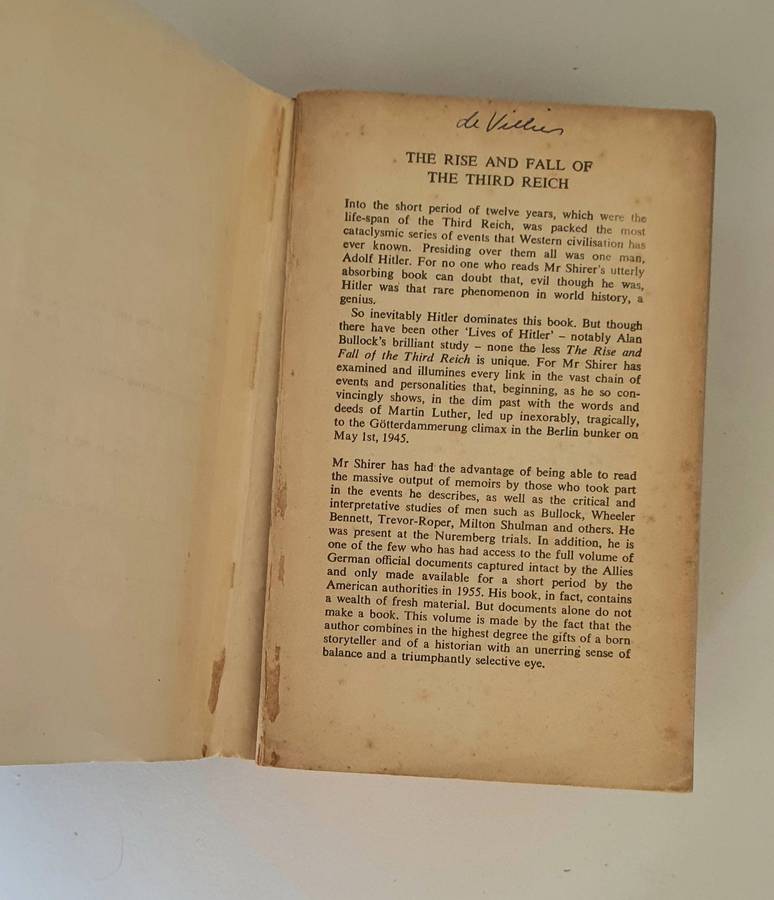 de Villiers
THE RISE AND FALL OF
THE THIRD REICH
Into the short period of twelve years, which were the
life-span of the Third Reich, was packed the most
cataclysmic series of events that Western civilisation has
ever known. Presiding over them all was one man,
Adolf Hitler. For no one who reads Mr Shirer's utterly
absorbing book can doubt that, evil though he was,
Hitler was that rare phenomenon in world history, a
genius.
So inevitably Hitler dominates this book. But though
there have been other 'Lives of Hitler' – notably Alan
Bullock's brilliant study – none the less The Rise and
Fall of the Third Reich is unique. For Mr Shirer has
examined and illumines every link in the vast chain of
events and personalities that, beginning, as he so con-
vincingly shows, in the dim past with the words and
deeds of Martin Luther, led up inexorably, tragically,
to the Götterdammerung climax in the Berlin bunker on
May 1st, 1945.
Mr Shirer has had the advantage of being able to read
the massive output of memoirs by those who took part
in the events he describes, as well as the critical and
interpretative studies of men such as Bullock, Wheeler
Bennett, Trevor-Roper, Milton Shulman and others. He
was present at the Nuremberg trials. In addition, he is
one of the few who has had access to the full volume of
German official documents captured intact by the Allies
and only made available for a short period by the
American authorities in 1955. His book, in fact, contains
a wealth of fresh material. But documents alone do not
make a book. This volume is made by the fact that the
author combines in the highest degree the gifts of a born
storyteller and of a historian with an unerring sense of
balance and a triumphantly selective eye.